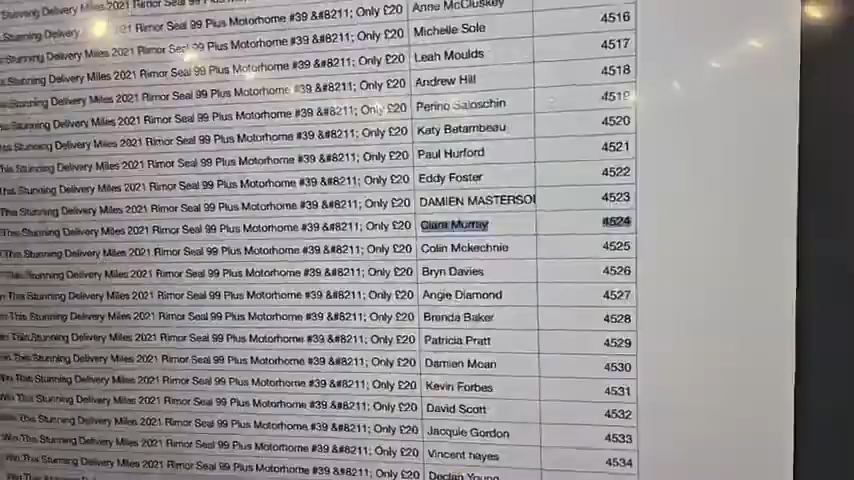 Stunning Delivery Miles 2021 Rimor Seal 99 Plus Motorhome #39 &#8211; Only £20 Anne McCluskey
Stunning Delivery 2021 Rimor Seal 99 Plus Motorhome #39 &#8211; Only £20 Michelle Sole 4516
Stunning Delivery Miles 2021 Rimor Seal 99 Plus Motorhome #39 &#8211; Only £20 Leah Moulds 4517
Stunning Delivery Miles 2021 Rimor Seal 99 Plus Motorhome #39 &#8211; Only £20 Andrew Hill 4518
Stunning Delivery Miles 2021 Rimor Seal 99 Plus Motorhome #39 &#8211; Only £20 Perino Saloschin 4519
Stunning Delivery Miles 2021 Rimor Seal 99 Plus Motorhome #39 &#8211; Only £20 Katy Betambeau 4520
This Stunning Delivery Miles 2021 Rimor Seal 99 Plus Motorhome #39 &#8211; Only £20 Paul Hurford 4521
This Stunning Delivery Miles 2021 Rimor Seal 99 Plus Motorhome #39 &#8211; Only £20 Eddy Foster 4522
This Stunning Delivery Miles 2021 Rimor Seal 99 Plus Motorhome #39 &#8211; Only £20 DAMIEN MASTERSO 4523
This Stunning Delivery Miles 2021 Rimor Seal 99 Plus Motorhome #39 &#8211; Only £20 Clare Murray 4524
This Stunning Delivery Miles 2021 Rimor Seal 99 Plus Motorhome #39 &#8211; Only £20 Colin Mckechnie 4525
This Stunning Delivery Miles 2021 Rimor Seal 99 Plus Motorhome #39 &#8211; Only £20 Bryn Davies 4526
n This Stunning Delivery Miles 2021 Rimor Seal 99 Plus Motorhome #39 &#8211; Only £20 Angie Diamond 4527
n This Stunning Delivery Miles 2021 Rimor Seal 99 Plus Motorhome #39 &#8211; Only £20 Brenda Baker 4528
in This Stunning Delivery Miles 2021 Rimor Seal 99 Plus Motorhome #39 &#8211; Only £20 Patricia Pratt 4529
Win This Stunning Delivery Miles 2021 Rimor Seal 99 Plus Motorhome #39 &#8211; Only £20 Damien Moan 4530
Win This Stunning Delivery Miles 2021 Rimor Seal 99 Plus Motorhome #39 &#8211; Only £20 Kevin Forbes 4531
Win This Stunning Delivery Miles 2021 Rimor Seal 99 Plus Motorhome #39 &#8211; Only £20 David Scott 4532
Win This Stunning Delivery Miles 2021 Rimor Seal 99 Plus Motorhome #39 &#8211; Only £20 Jacquie Gordon 4533
Win This Stunning Delivery Miles 2021 Rimor Seal 99 Plus Motorhome #39 &#8211; Only £20 Vincent hayes 4534
Win This Stunning Delivery Miles 2021 Rimor Seal 99 Plus Motorhome #39 &#8211; Only £20 Declan Young